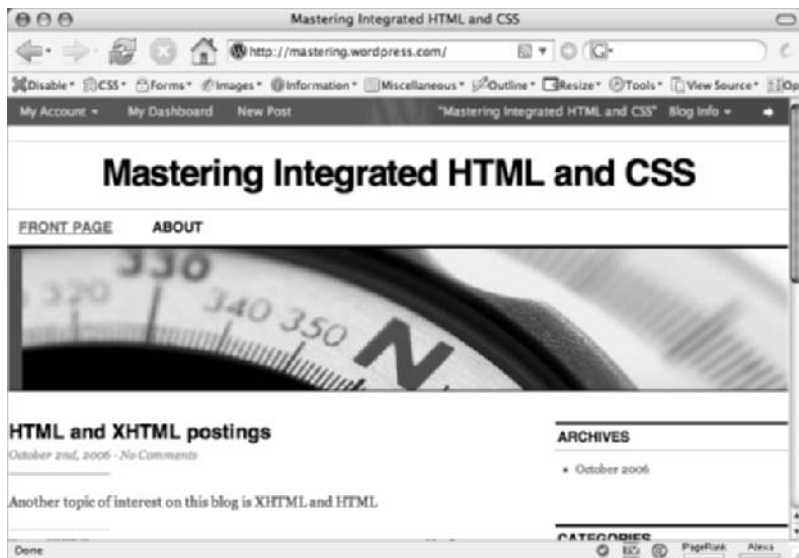 Mastering Integrated HTML and CSS
http://mastering.wordpress.com/
G
Disable CSS Forms Images Information Miscellaneous Outline Resize Tools View Source Op
My Account My Dashboard New Post "Mastering Integrated HTML and CSS" Blog Info
Mastering Integrated HTML and CSS
FRONT PAGE ABOUT
320 330 340 350 N
HTML and XHTML postings
October 2nd, 2006 - No Comments
Another topic of interest on this blog is XHTML and HTML
ARCHIVES
• October 2006
CATEGORIES
Done PageRank Alexa